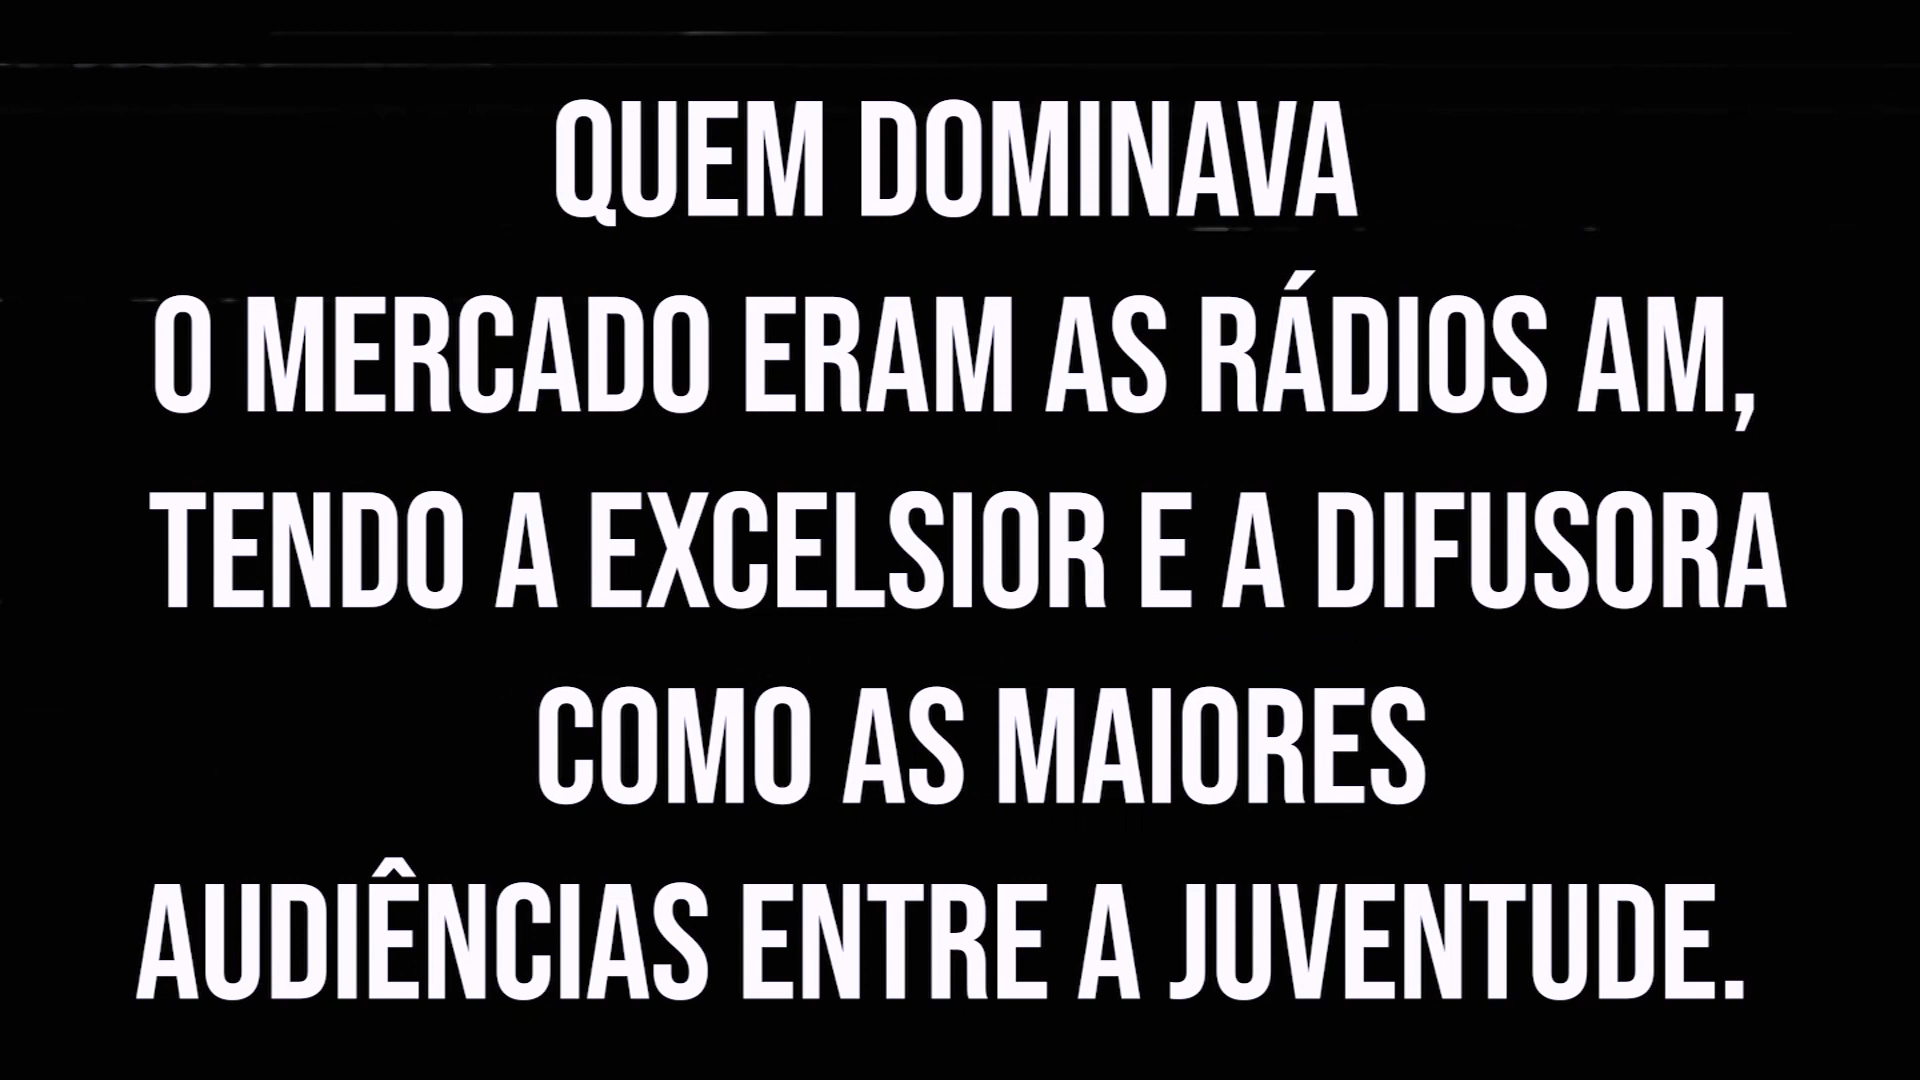 QUEM DOMINAVA
O MERCADO ERAM AS RÁDIOS AM,
TENDO A EXCELSIOR E A DIFUSORA
COMO AS MAIORES
AUDIÊNCIAS ENTRE A JUVENTUDE.